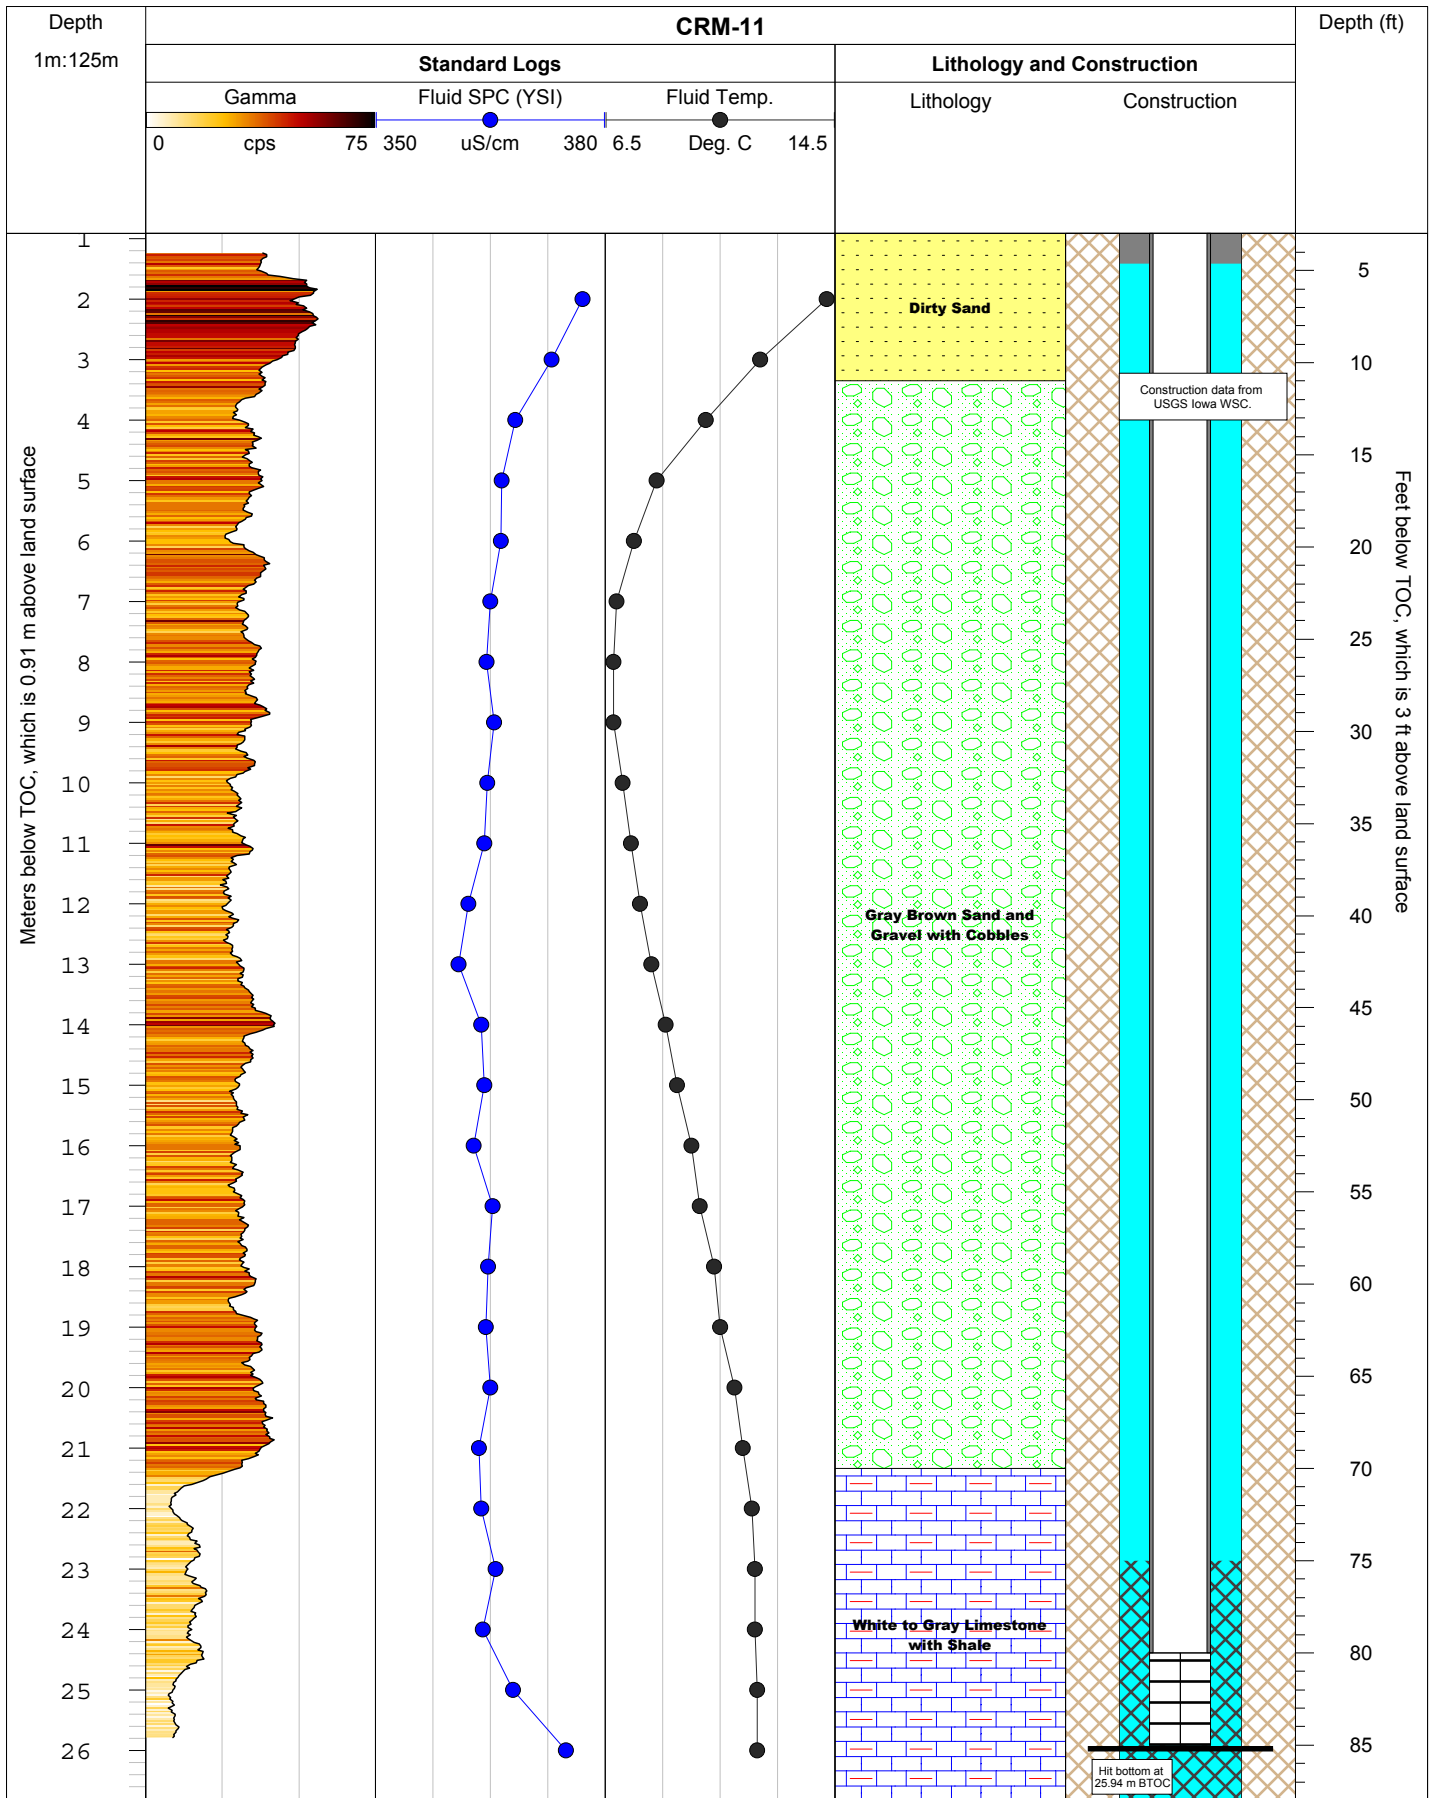 Depth
CRM-11
Depth (ft)
1m:125m
Standard Logs
Lithology and Construction
Gamma
Fluid SPC (YSI)
Fluid Temp.
Lithology
Construction
0 cps 75
350 uS/cm 380
6.5 Deg. C 14.5
Meters below TOC, which is 0.91 m above land surface
1
2
3
4
5
6
7
8
9
10
11
12
13
14
15
16
17
18
19
20
21
22
23
24
25
26
Dirty Sand
Gray Brown Sand and
Gravel with Cobbles
White to Gray Limestone
with Shale
Construction data from
USGS Iowa WSC.
Hit bottom at
25.94 m BTOC
5
10
15
20
25
30
35
40
45
50
55
60
65
70
75
80
85
Feet below TOC, which is 3 ft above land surface